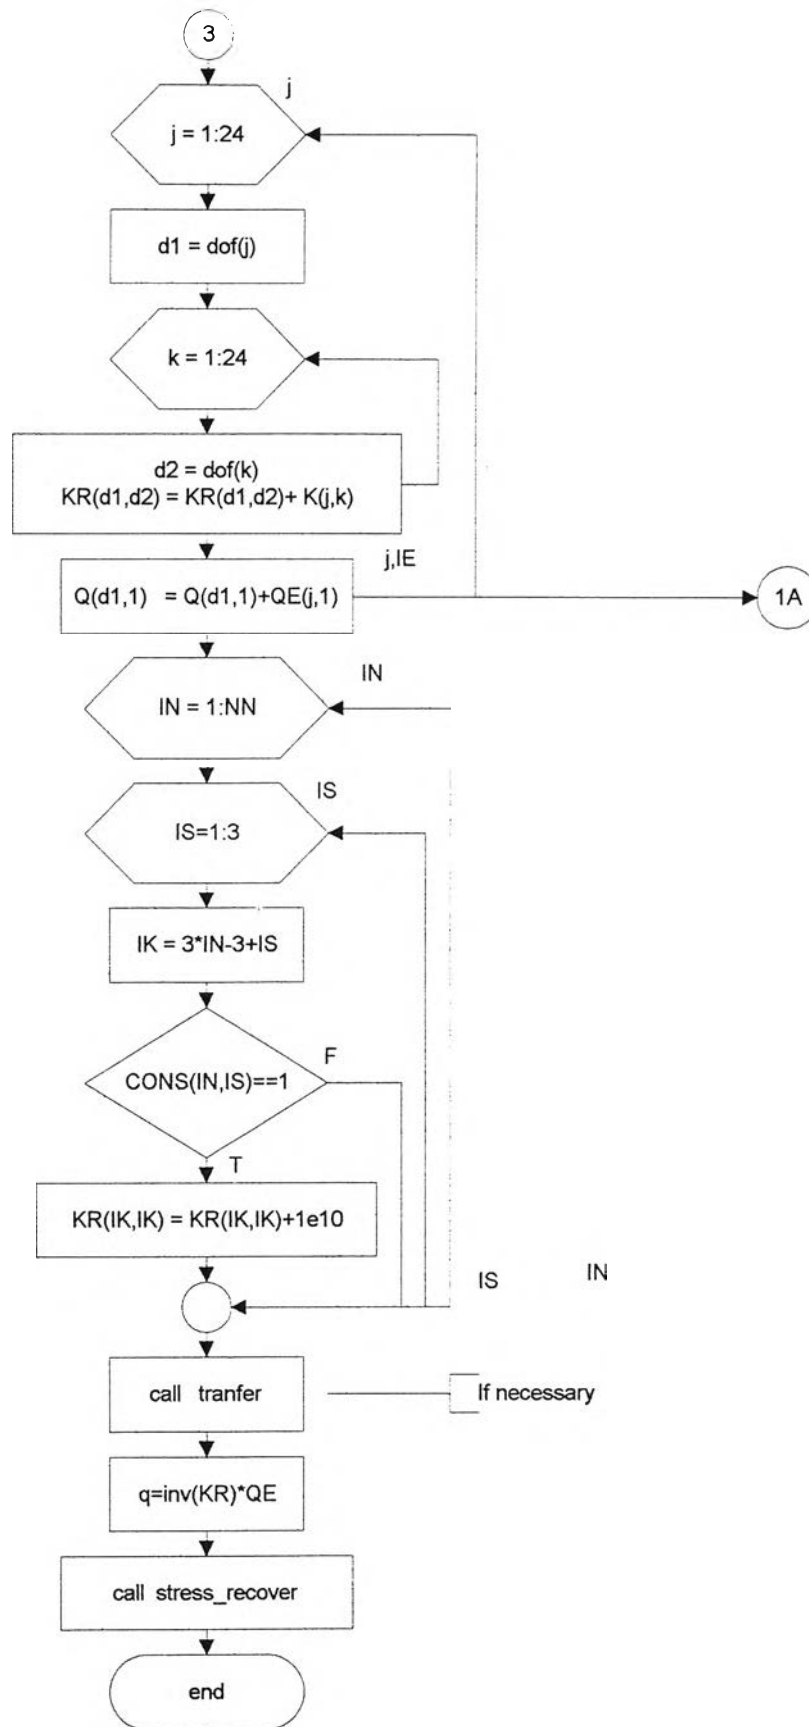 3
j
j = 1:24
d1 = dof(j)
k = 1:24
d2 = dof(k)
KR(d1,d2) = KR(d1,d2)+ K(j,k)
j,IE
Q(d1,1) = Q(d1,1)+QE(j,1)
1A
IN
IN = 1:NN
IS
IS=1:3
IK = 3*IN-3+IS
F
CONS(IN,IS)==1
T
KR(IK,IK) = KR(IK,IK)+1e10
IS
IN
call tranfer
If necessary
q=inv(KR)*QE
call stress_recover
end